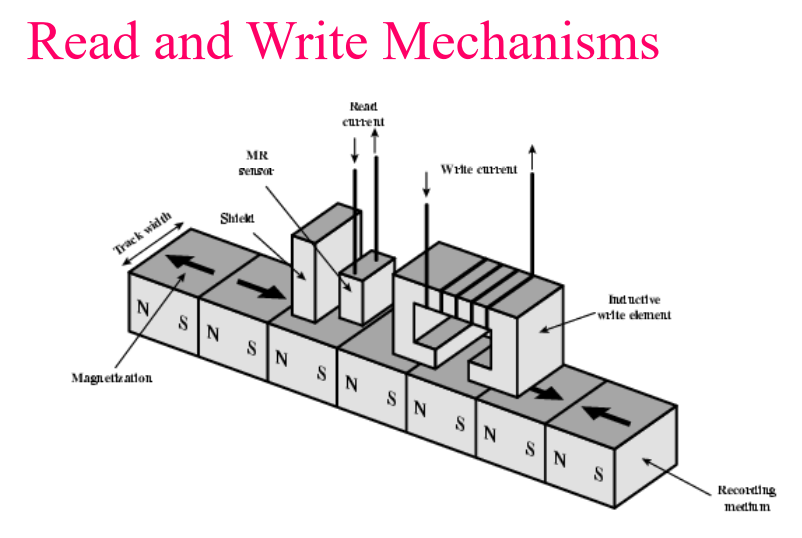 Read and Write Mechanisms
Read
current
MR
sensor
Write current
Shield
Track width
Inductive
write element
Magnetization
N S N S N S N S N S N S N S
Recording
medium